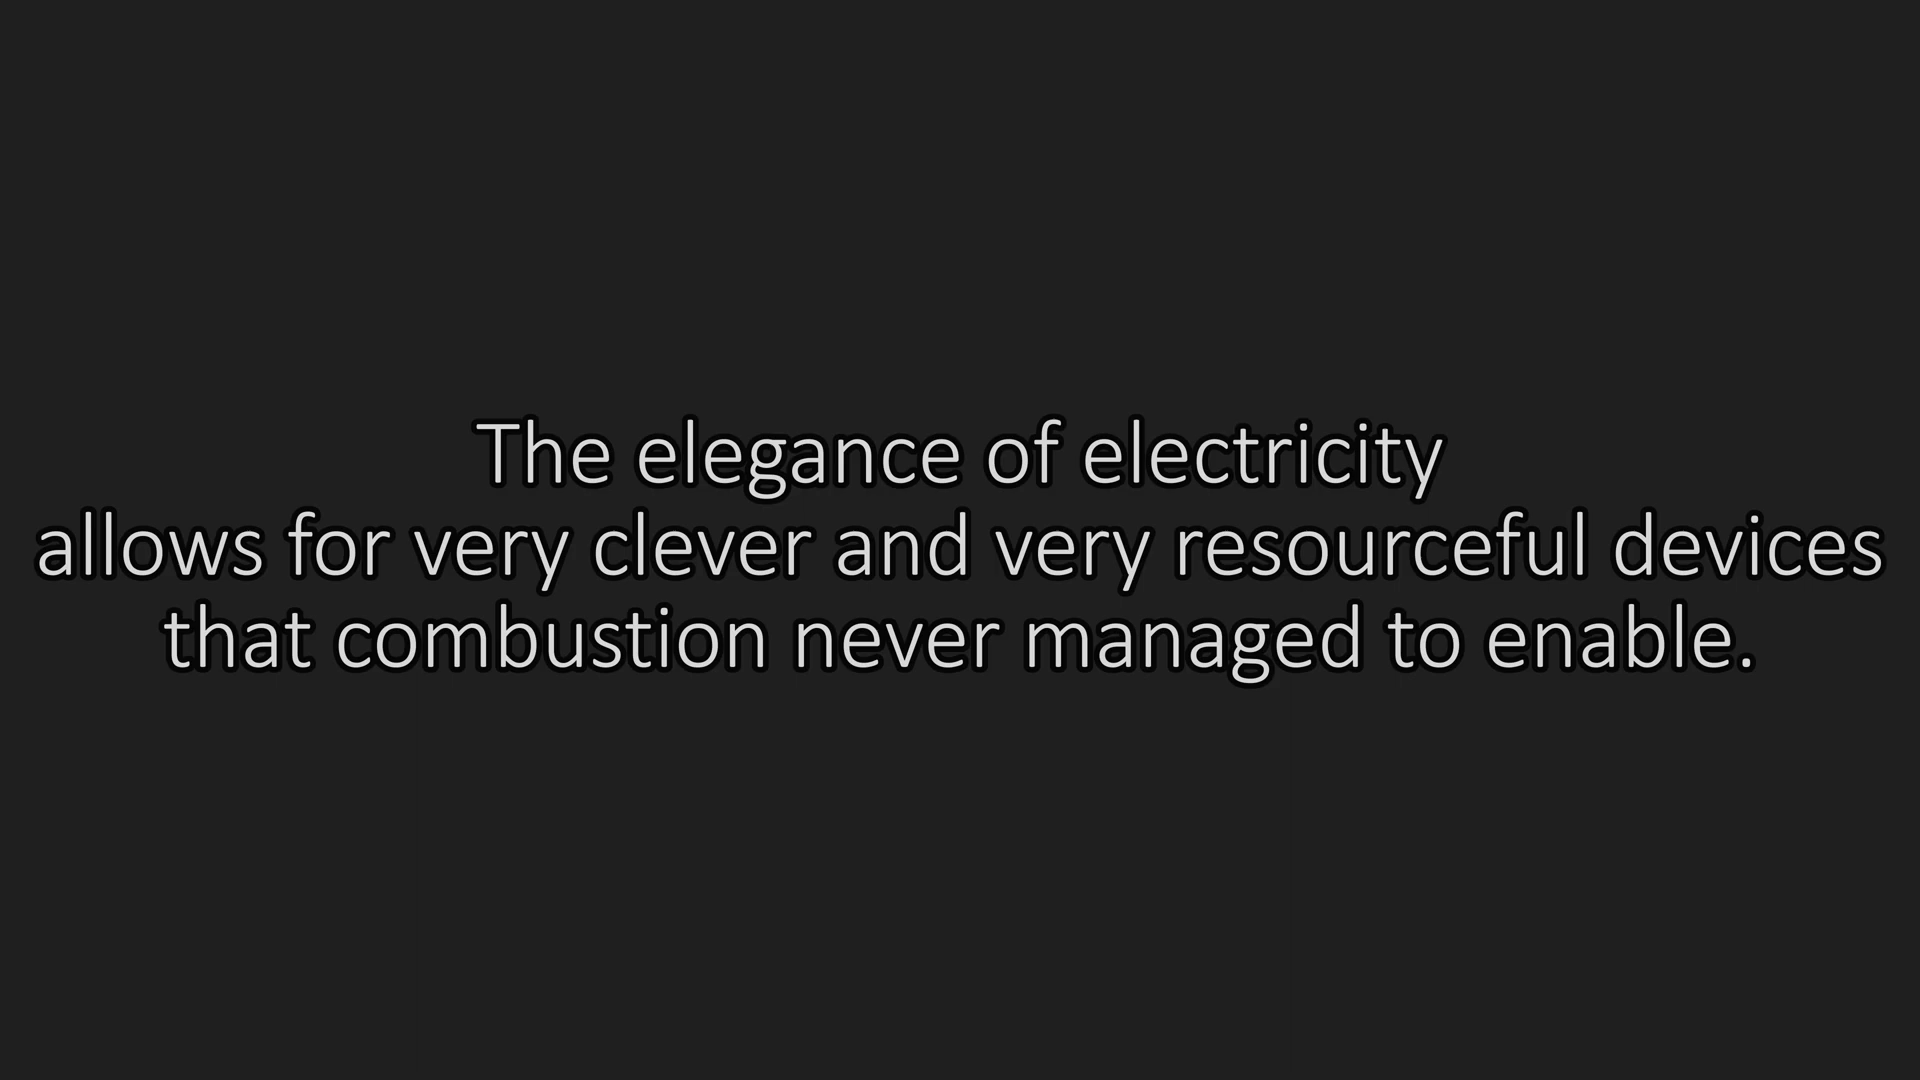 The elegance of electricity
allows for very clever and very resourceful devices
that combustion never managed to enable.